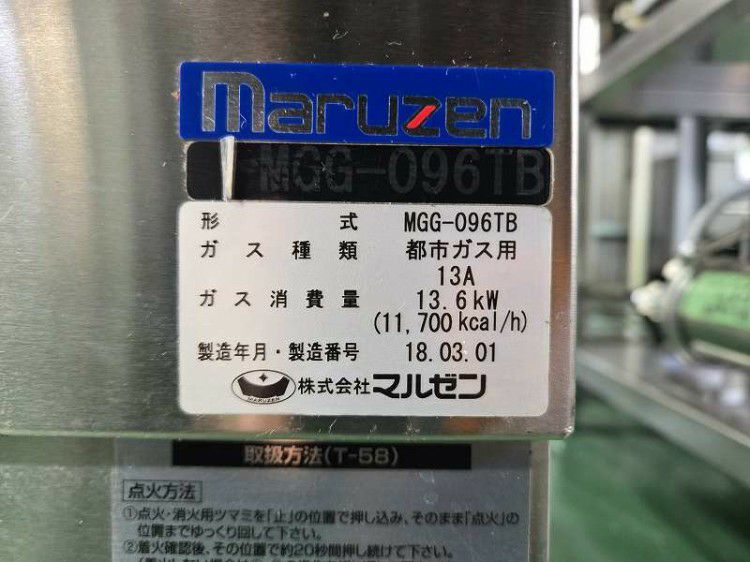 maruzen
MGG-096TB
形式 MGG-096TB
ガス種類 都市ガス用
13A
ガス消費量 13.6kW
(11,700kcal/h)
製造年月・製造番号 18.03.01
MARUZEN 株式会社マルゼン
取扱方法(T-58)
点火方法
①点火・消火用ツマミを「止」の位置で押し込み、そのまま「点火」の
位置までゆっくり回して下さい。
②着火確認後、その位置で約20秒間押し続けて下さい。